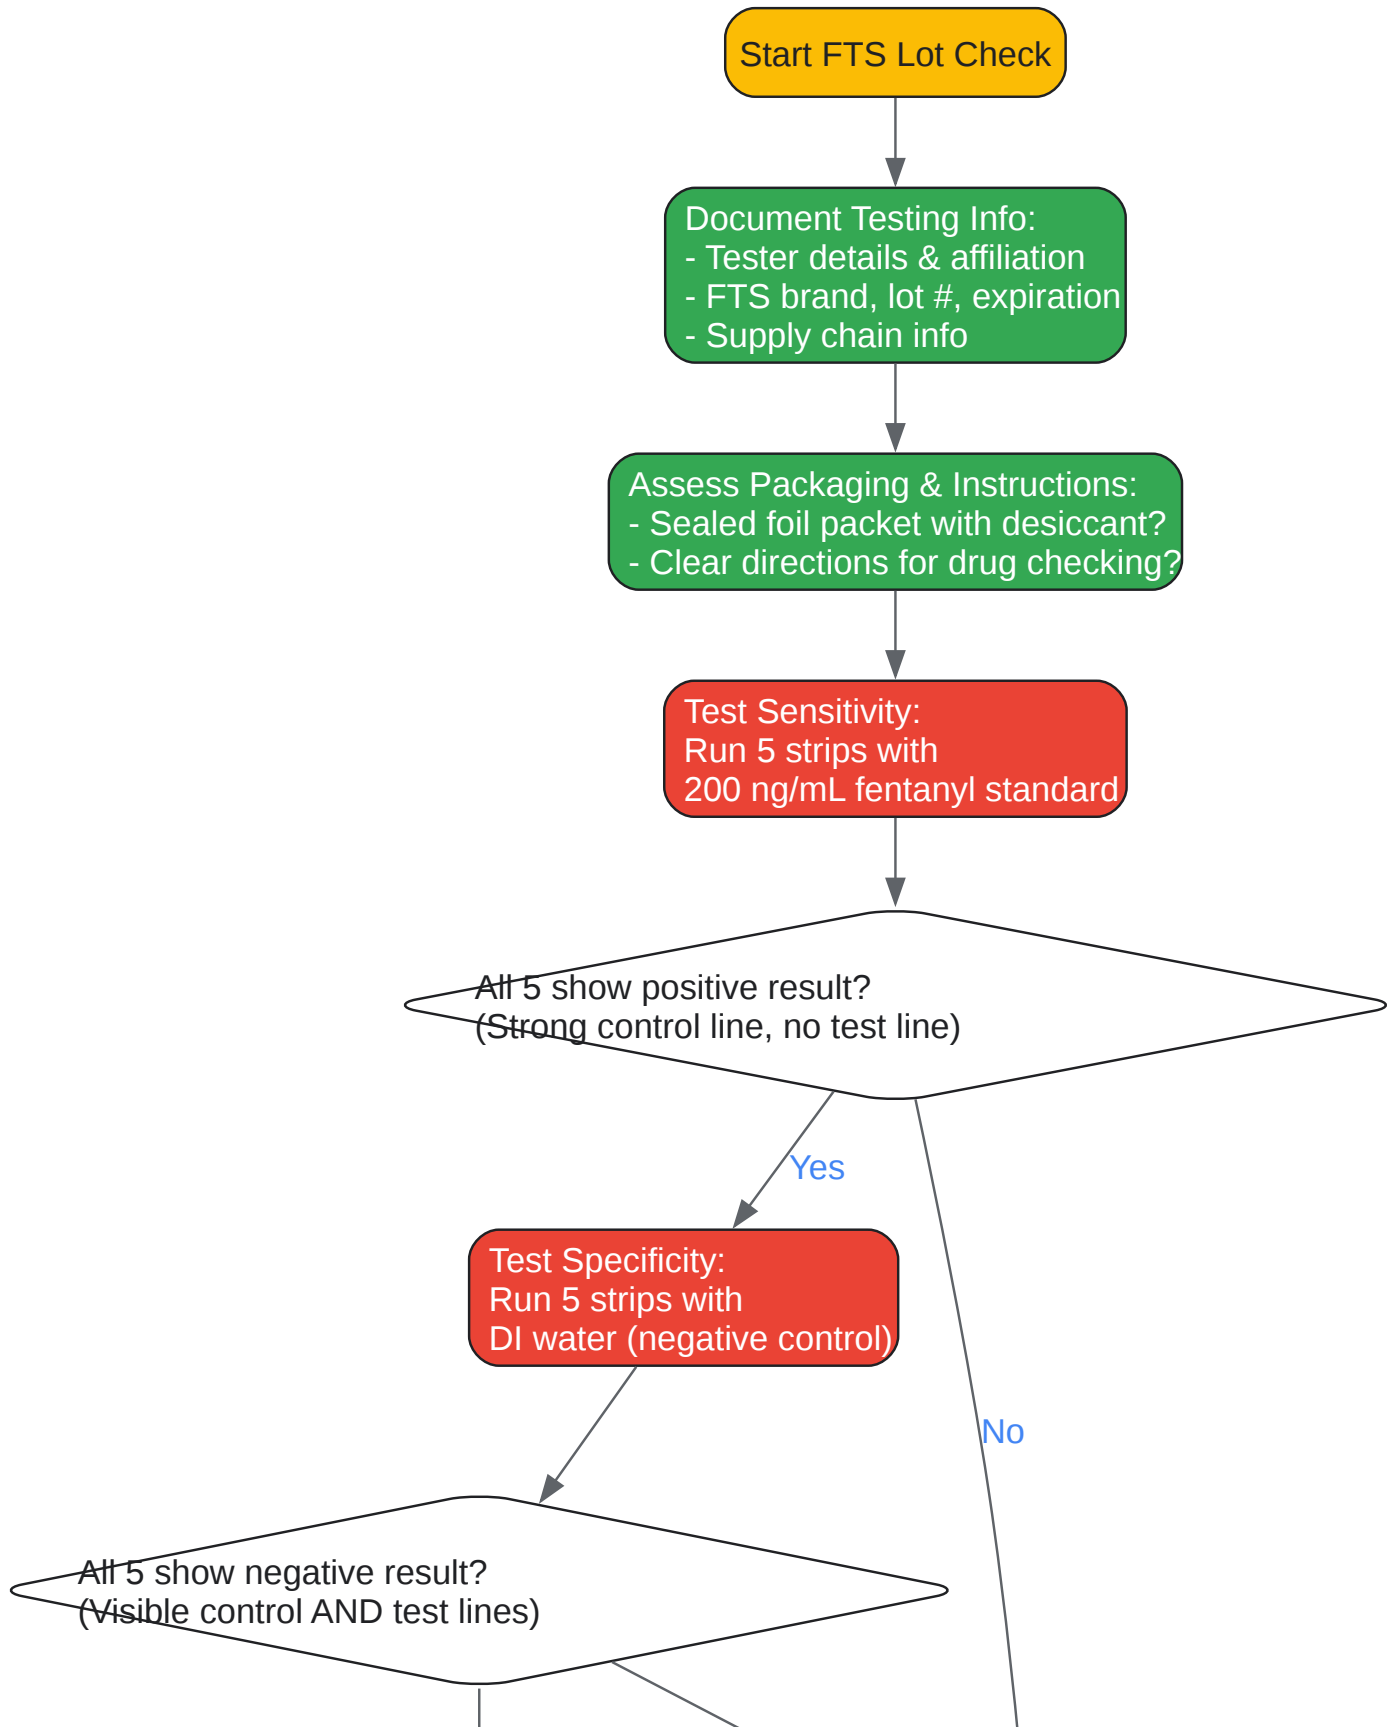 Start FTS Lot Check
Document Testing Info:
- Tester details & affiliation
- FTS brand, lot #, expiration
- Supply chain info
Assess Packaging & Instructions:
- Sealed foil packet with desiccant?
- Clear directions for drug checking?
Test Sensitivity:
Run 5 strips with
200 ng/mL fentanyl standard
All 5 show positive result?
(Strong control line, no test line)
Yes
Test Specificity:
Run 5 strips with
DI water (negative control)
No
All 5 show negative result?
(Visible control AND test lines)